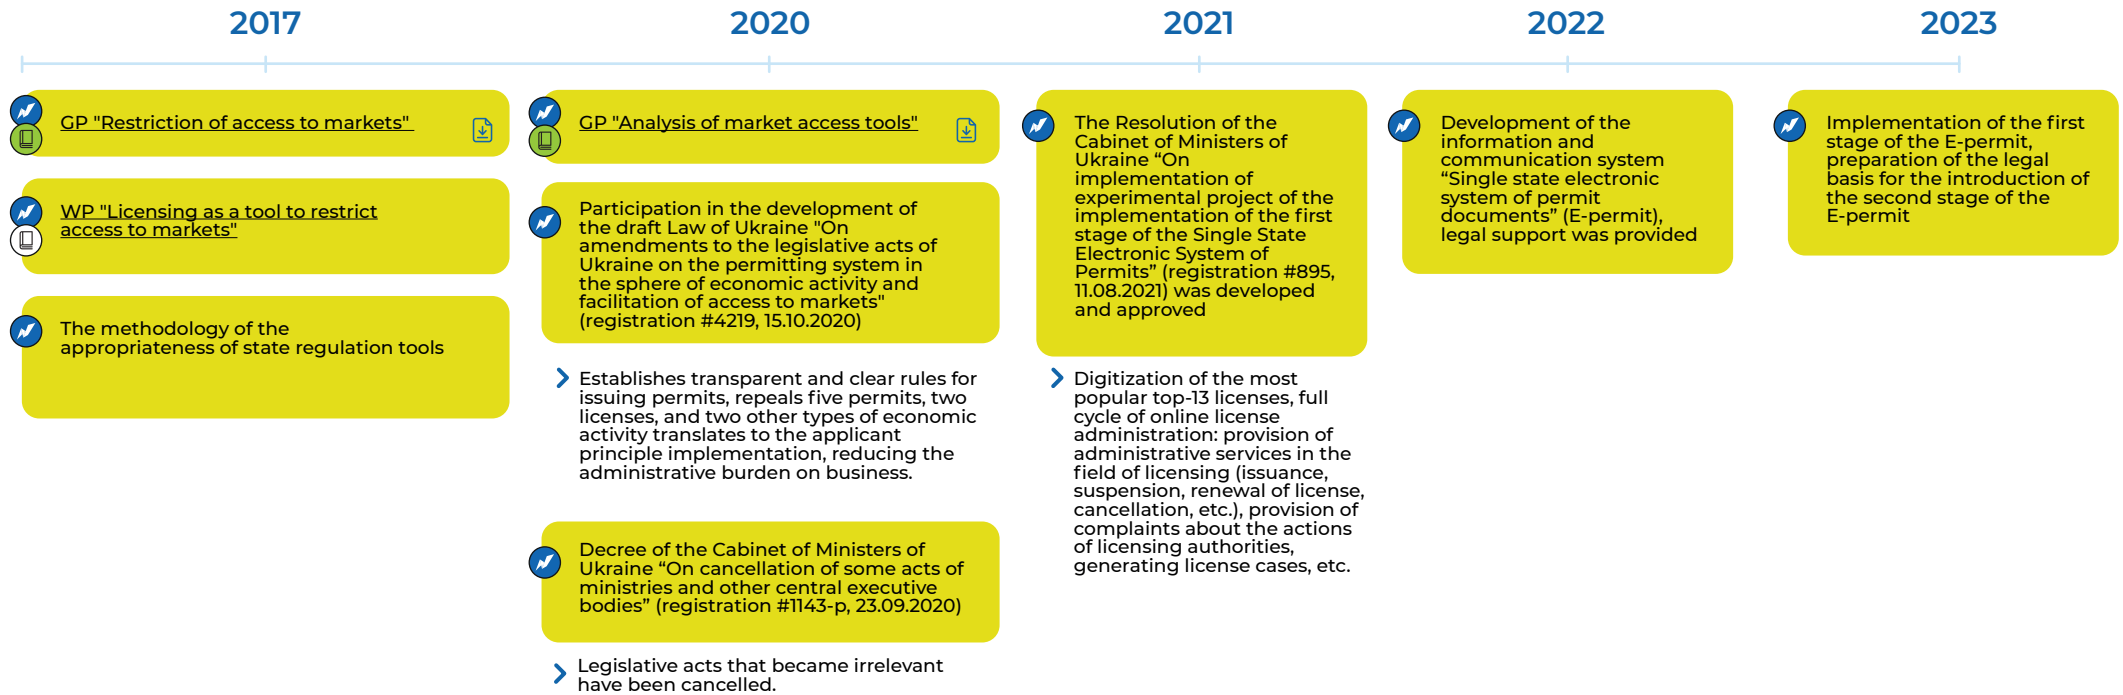 2017
2020
2021
2022
2023
GP "Restriction of access to markets"
WP "Licensing as a tool to restrict
access to markets"
The methodology of the
appropriateness of state regulation tools
GP "Analysis of market access tools"
Participation in the development of
the draft Law of Ukraine "On
amendments to the legislative acts of
Ukraine on the permitting system in
the sphere of economic activity and
facilitation of access to markets"
(registration #4219, 15.10.2020)
Establishes transparent and clear rules for
issuing permits, repeals five permits, two
licenses, and two other types of economic
activity translates to the applicant
principle implementation, reducing the
administrative burden on business.
Decree of the Cabinet of Ministers of
Ukraine “On cancellation of some acts of
ministries and other central executive
bodies” (registration #1143-p, 23.09.2020)
Legislative acts that became irrelevant
have been cancelled.
The Resolution of the
Cabinet of Ministers of
Ukraine “On
implementation of
experimental project of the
implementation of the first
stage of the Single State
Electronic System of
Permits” (registration #895,
11.08.2021) was developed
and approved
Digitization of the most
popular top-13 licenses, full
cycle of online license
administration: provision of
administrative services in the
field of licensing (issuance,
suspension, renewal of license,
cancellation, etc.), provision of
complaints about the actions
of licensing authorities,
generating license cases, etc.
Development of the
information and
communication system
“Single state electronic
system of permit
documents” (E-permit),
legal support was provided
Implementation of the first
stage of the E-permit,
preparation of the legal
basis for the introduction of
the second stage of the
E-permit